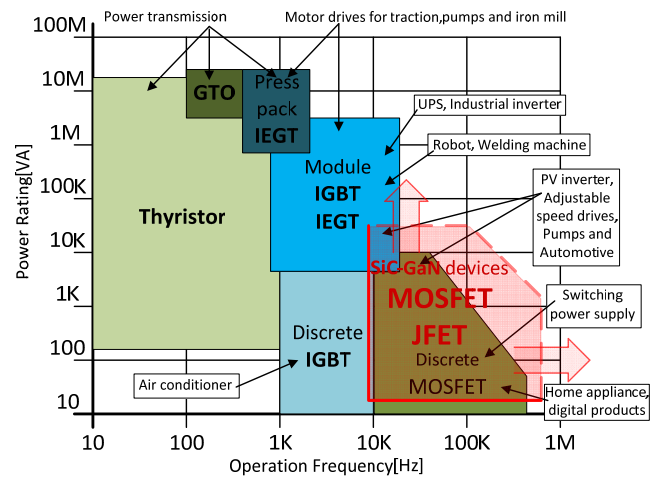 Power transmission
Motor drives for traction,pumps and iron mill
100M
10M
1M
100K
10K
1K
100
10
Power Rating[VA]
GTO
Press
pack
IEGT
UPS, Industrial inverter
Robot, Welding machine
Module
IGBT
IEGT
Thyristor
PV inverter,
Adjustable
speed drives,
Pumps and
Automotive
SiC-GaN devices
MOSFET
JFET
Switching
power supply
Discrete
IGBT
Discrete
MOSFET
Air conditioner
Home appliance,
digital products
10
100
1K
10K
100K
1M
Operation Frequency[Hz]